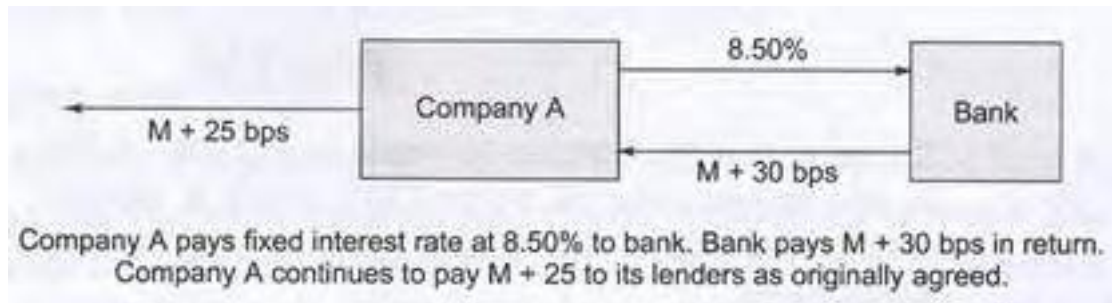 8.50%
Company A
Bank
M + 25 bps
M + 30 bps
Company A pays fixed interest rate at 8.50% to bank. Bank pays M + 30 bps in return.
Company A continues to pay M + 25 to its lenders as originally agreed.